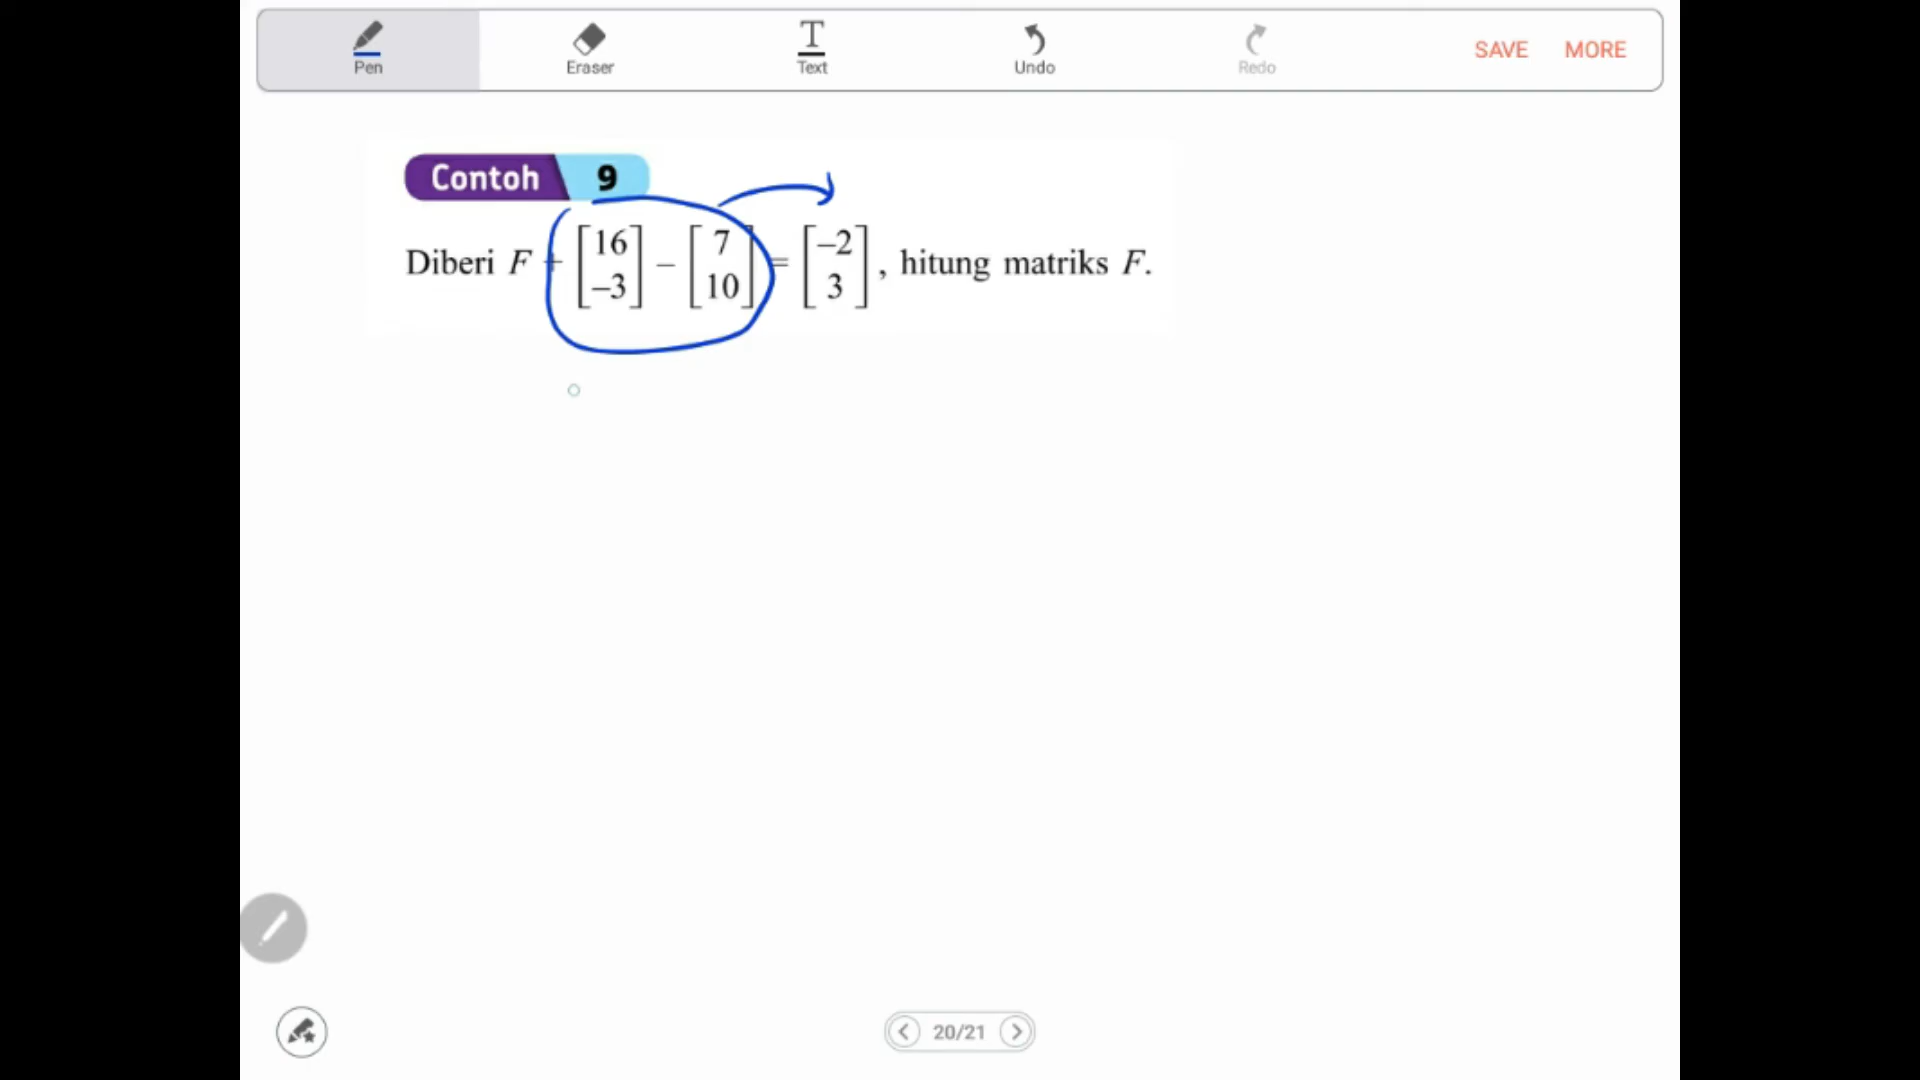 Pen Eraser Text Undo Redo SAVE MORE
Contoh 9
Diberi F + [16 -3] – [7 10] = [–2 3], hitung matriks F.
20/21